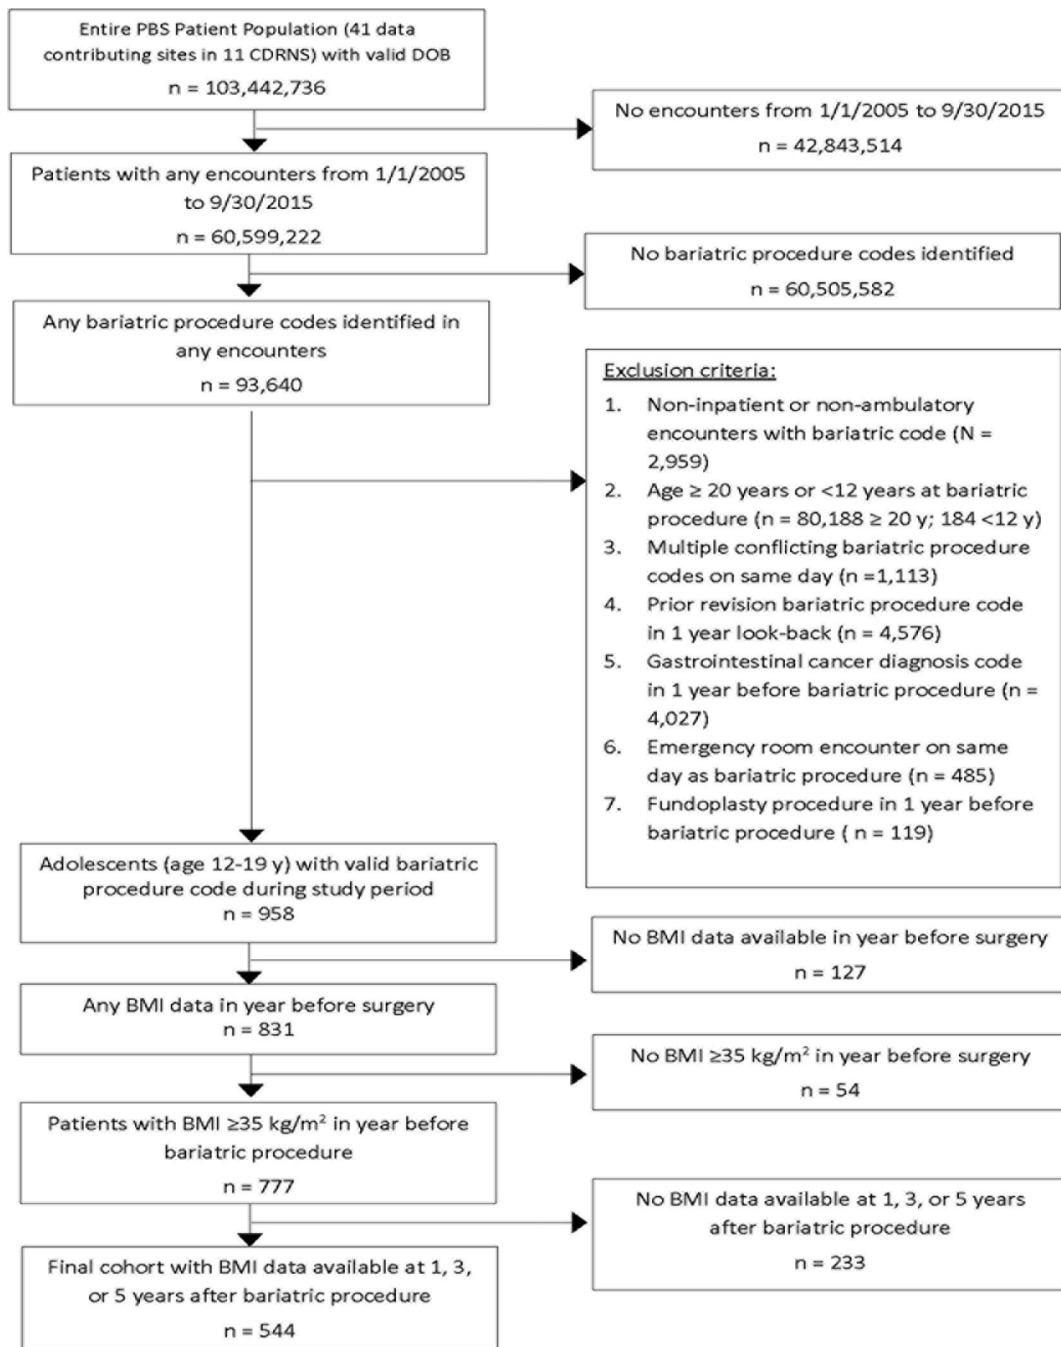 Entire PBS Patient Population (41 data
contributing sites in 11 CDRNS) with valid DOB
n = 103,442,736
No encounters from 1/1/2005 to 9/30/2015
n = 42,843,514
Patients with any encounters from 1/1/2005
to 9/30/2015
n = 60,599,222
No bariatric procedure codes identified
n = 60,505,582
Any bariatric procedure codes identified in
any encounters
n = 93,640
Exclusion criteria:
1. Non-inpatient or non-ambulatory
encounters with bariatric code (N =
2,959)
2. Age ≥ 20 years or <12 years at bariatric
procedure (n = 80,188 ≥ 20 y; 184 <12 y)
3. Multiple conflicting bariatric procedure
codes on same day (n =1,113)
4. Prior revision bariatric procedure code
in 1 year look-back (n = 4,576)
5. Gastrointestinal cancer diagnosis code
in 1 year before bariatric procedure (n =
4,027)
6. Emergency room encounter on same
day as bariatric procedure (n = 485)
7. Fundoplasty procedure in 1 year before
bariatric procedure ( n = 119)
Adolescents (age 12-19 y) with valid bariatric
procedure code during study period
n = 958
No BMI data available in year before surgery
n = 127
Any BMI data in year before surgery
n = 831
No BMI ≥35 kg/m² in year before surgery
n = 54
Patients with BMI ≥35 kg/m² in year before
bariatric procedure
n = 777
No BMI data available at 1, 3, or 5 years
after bariatric procedure
n = 233
Final cohort with BMI data available at 1, 3,
or 5 years after bariatric procedure
n = 544